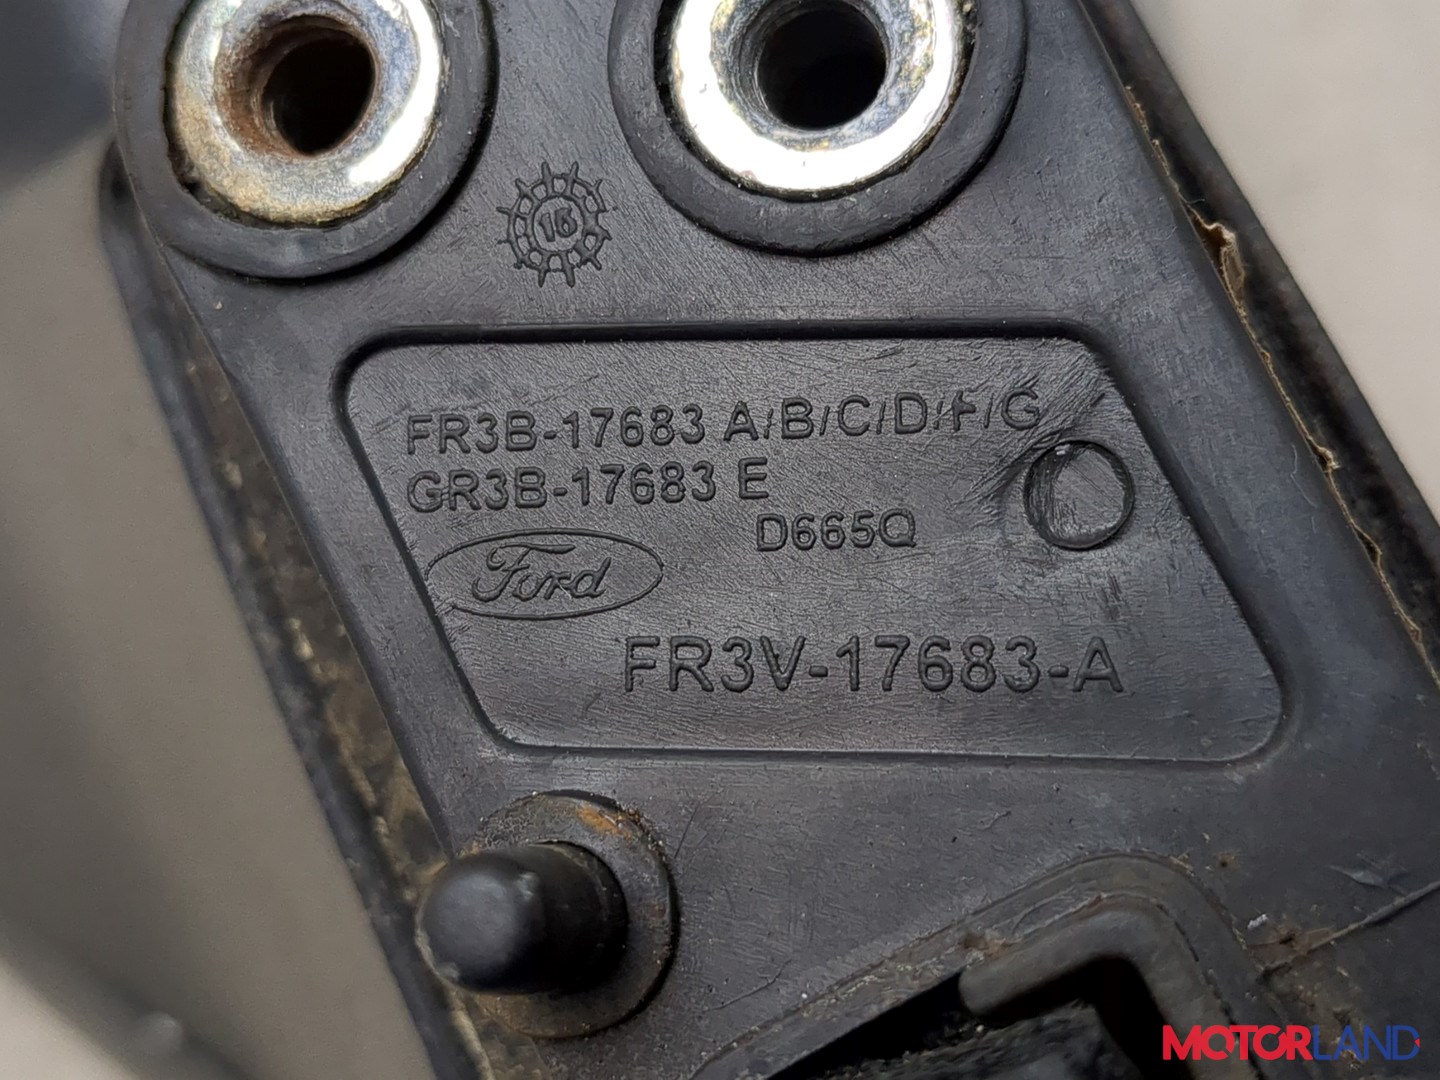 16
FR3B-17683 A/B/C/D/F/G
GR3B-17683 E
D665Q
Ford
FR3V-17683-A
MOTORLAND